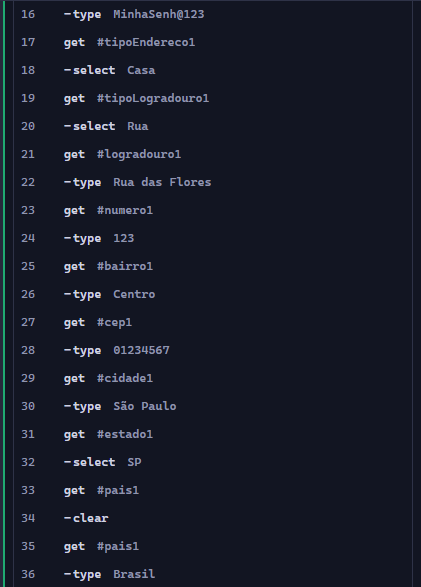 16 -type MinhaSenh@123
17 get #tipoEndereco1
18 -select Casa
19 get #tipoLogradouro1
20 -select Rua
21 get #logradouro1
22 -type Rua das Flores
23 get #numero1
24 -type 123
25 get #bairro1
26 -type Centro
27 get #cep1
28 -type 01234567
29 get #cidade1
30 -type São Paulo
31 get #estado1
32 -select SP
33 get #pais1
34 -clear
35 get #pais1
36 -type Brasil